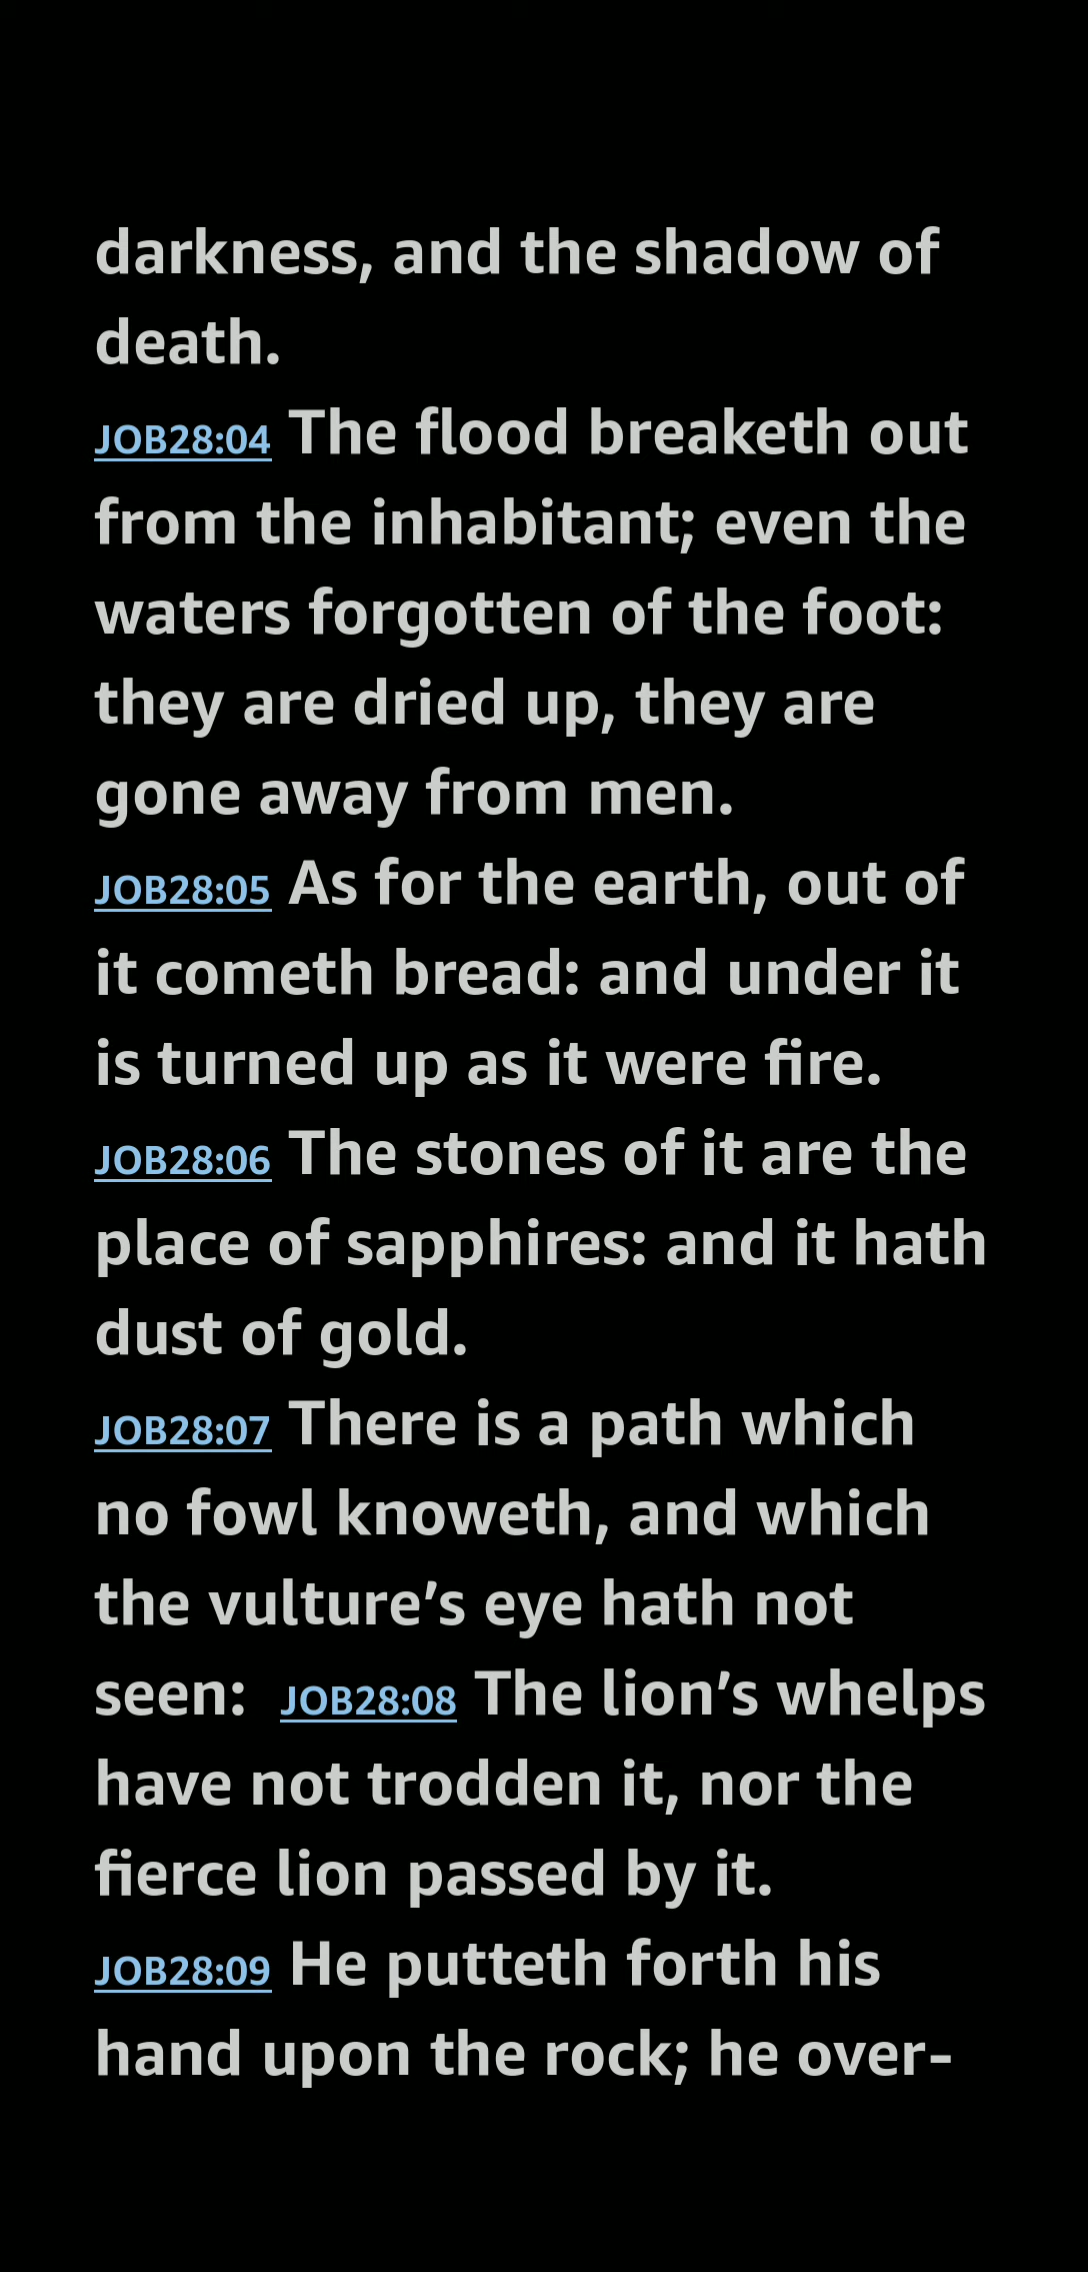 darkness, and the shadow of
death.
JOB28:04 The flood breaketh out
from the inhabitant; even the
waters forgotten of the foot:
they are dried up, they are
gone away from men.
JOB28:05 As for the earth, out of
it cometh bread: and under it
is turned up as it were fire.
JOB28:06 The stones of it are the
place of sapphires: and it hath
dust of gold.
JOB28:07 There is a path which
no fowl knoweth, and which
the vulture’s eye hath not
seen:  JOB28:08 The lion’s whelps
have not trodden it, nor the
fierce lion passed by it.
JOB28:09 He putteth forth his
hand upon the rock; he over-